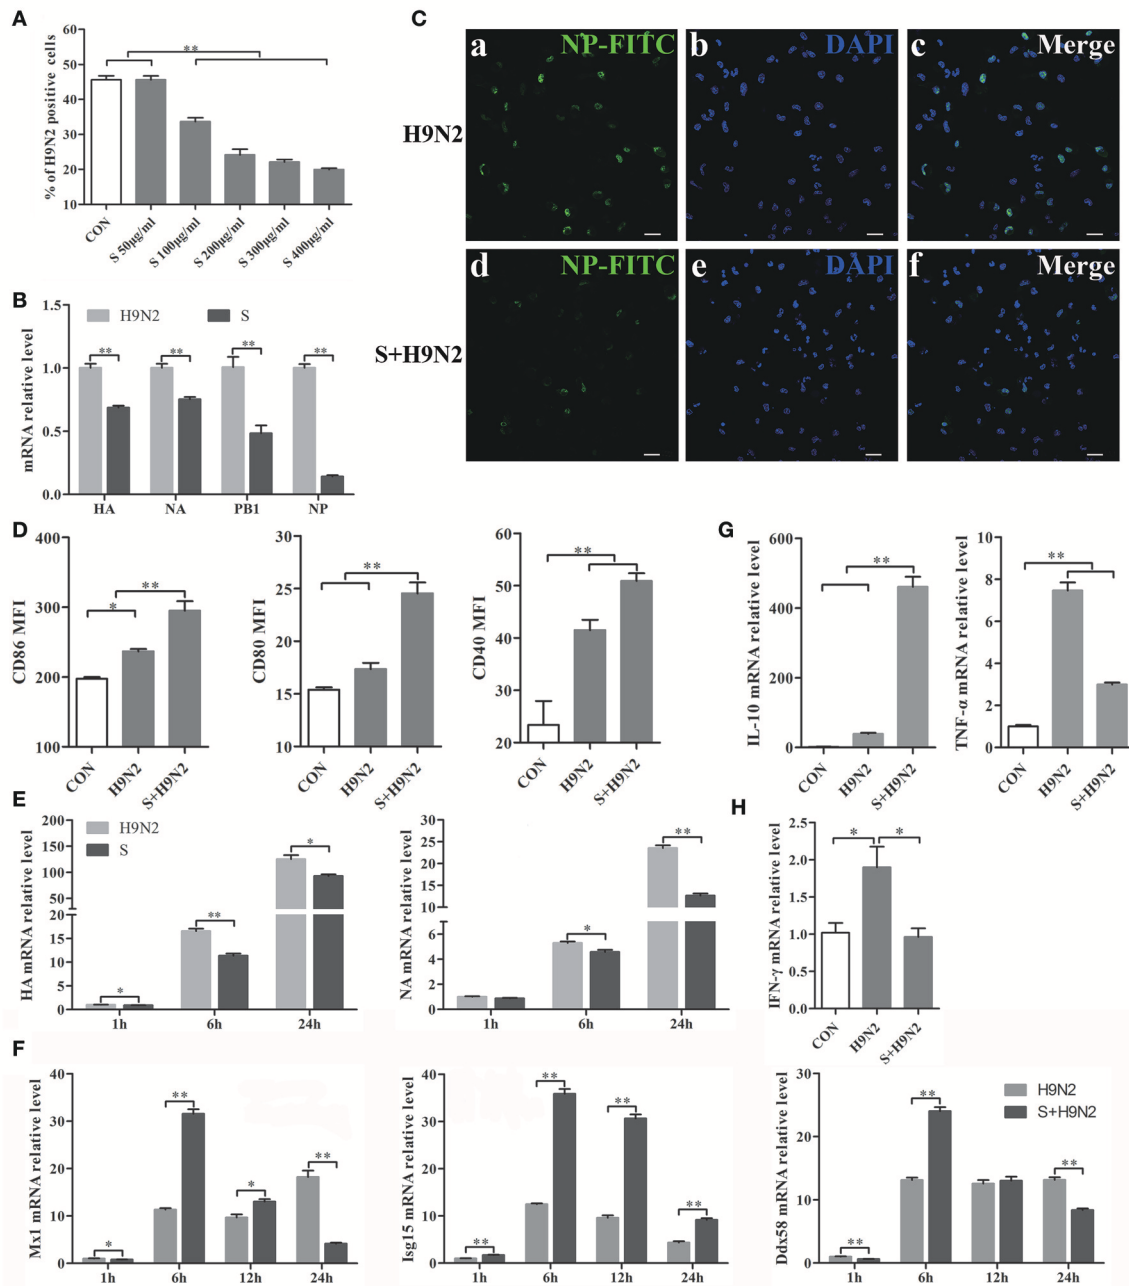 A
% of H9N2 positive cells
60
50
40
30
20
10
**
CON
S 50μg/ml
S 100μg/ml
S 200μg/ml
S 300μg/ml
S 400μg/ml
B
mRNA relative level
H9N2
S
1.5
1.0
0.5
0.0
**
**
**
**
HA
NA
PB1
NP
C
H9N2
a
NP-FITC
b
DAPI
c
Merge
S+H9N2
d
NP-FITC
e
DAPI
f
Merge
D
CD86 MFI
400
300
200
100
*
**
CON
H9N2
S+H9N2
CD80 MFI
30
25
20
15
10
**
CON
H9N2
S+H9N2
CD40 MFI
60
50
40
30
20
**
CON
H9N2
S+H9N2
G
IL-10 mRNA relative level
600
400
200
0
**
CON
H9N2
S+H9N2
TNF-α mRNA relative level
10
8
6
4
2
0
**
CON
H9N2
S+H9N2
E
HA mRNA relative level
H9N2
S
200
150
100
50
20
15
10
5
0
*
**
*
1h
6h
24h
NA mRNA relative level
30
25
20
15
10
6
4
2
0
*
**
1h
6h
24h
H
IFN-γ mRNA relative level
2.5
2.0
1.5
1.0
0.5
0.0
*
*
CON
H9N2
S+H9N2
F
Mx1 mRNA relative level
40
30
20
10
0
*
**
*
**
1h
6h
12h
24h
Isg15 mRNA relative level
40
30
20
10
0
**
**
**
**
1h
6h
12h
24h
Ddx58 mRNA relative level
30
20
10
0
H9N2
S+H9N2
**
**
**
1h
6h
12h
24h